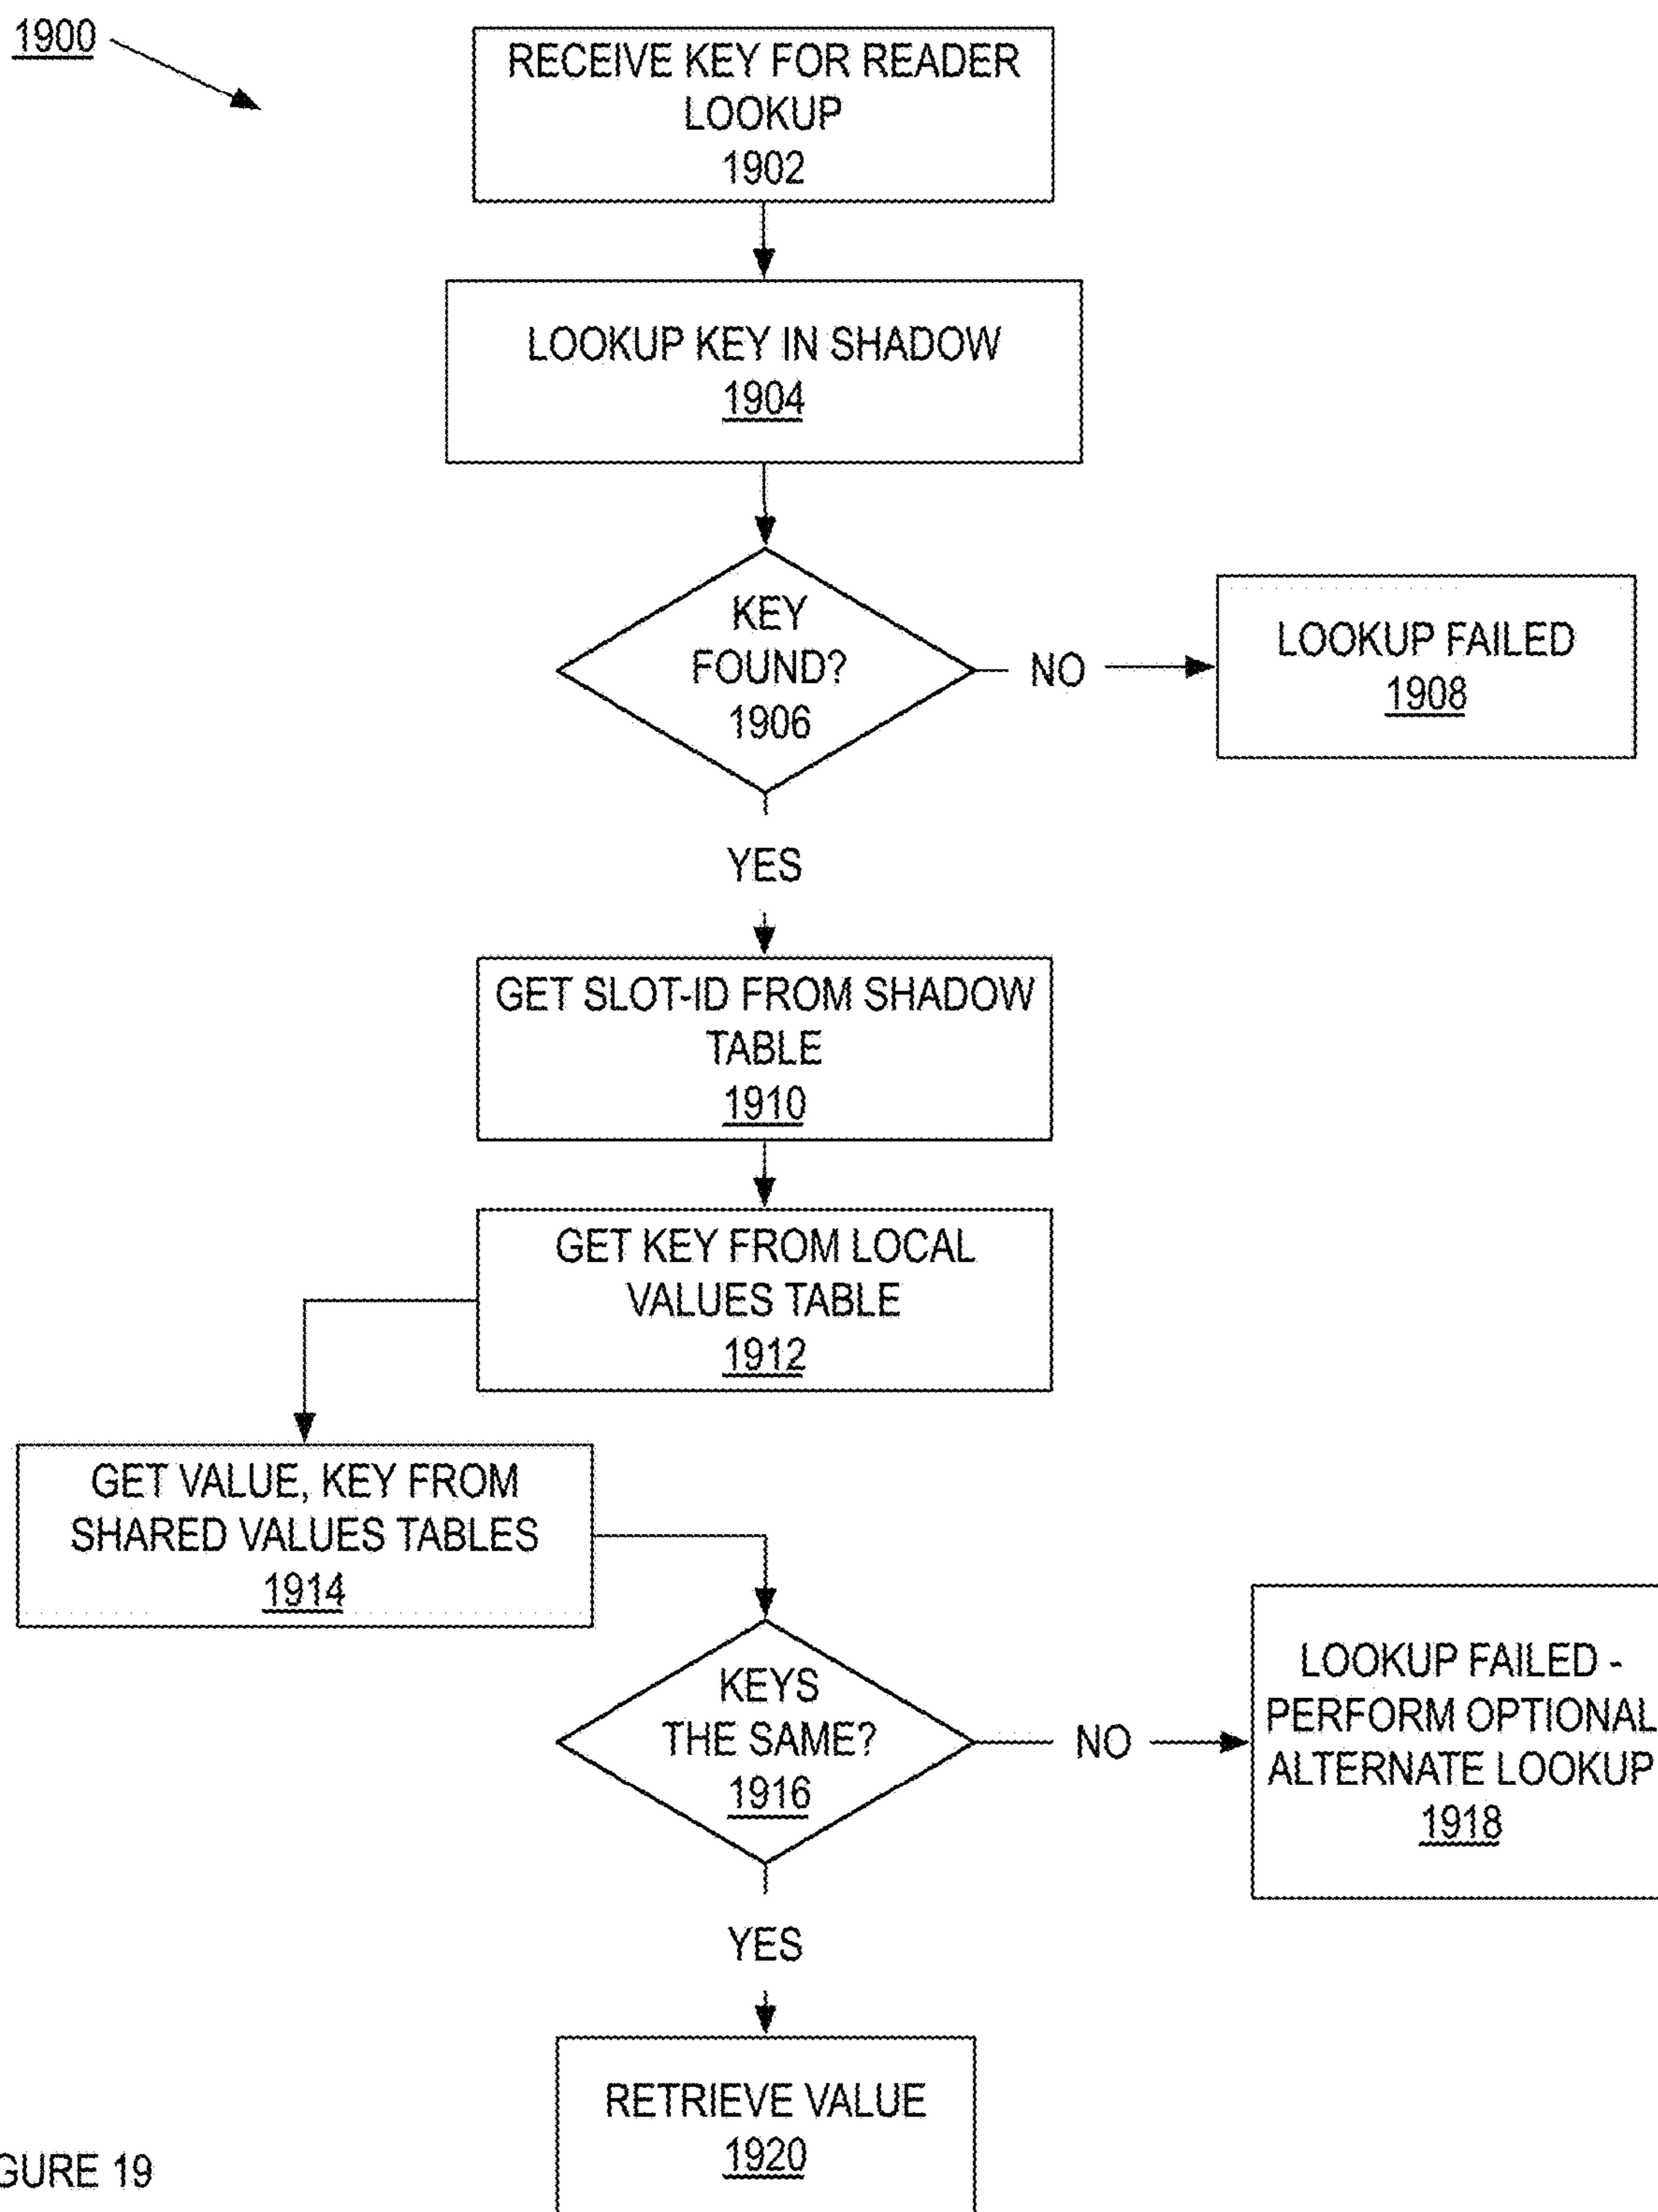 1900
RECEIVE KEY FOR READER
LOOKUP
1902
LOOKUP KEY IN SHADOW
1904
KEY
FOUND?
1906
NO
LOOKUP FAILED
1908
YES
GET SLOT-ID FROM SHADOW
TABLE
1910
GET KEY FROM LOCAL
VALUES TABLE
1912
GET VALUE, KEY FROM
SHARED VALUES TABLES
1914
KEYS
THE SAME?
1916
NO
LOOKUP FAILED -
PERFORM OPTIONAL
ALTERNATE LOOKUP
1918
YES
RETRIEVE VALUE
1920
GURE 19